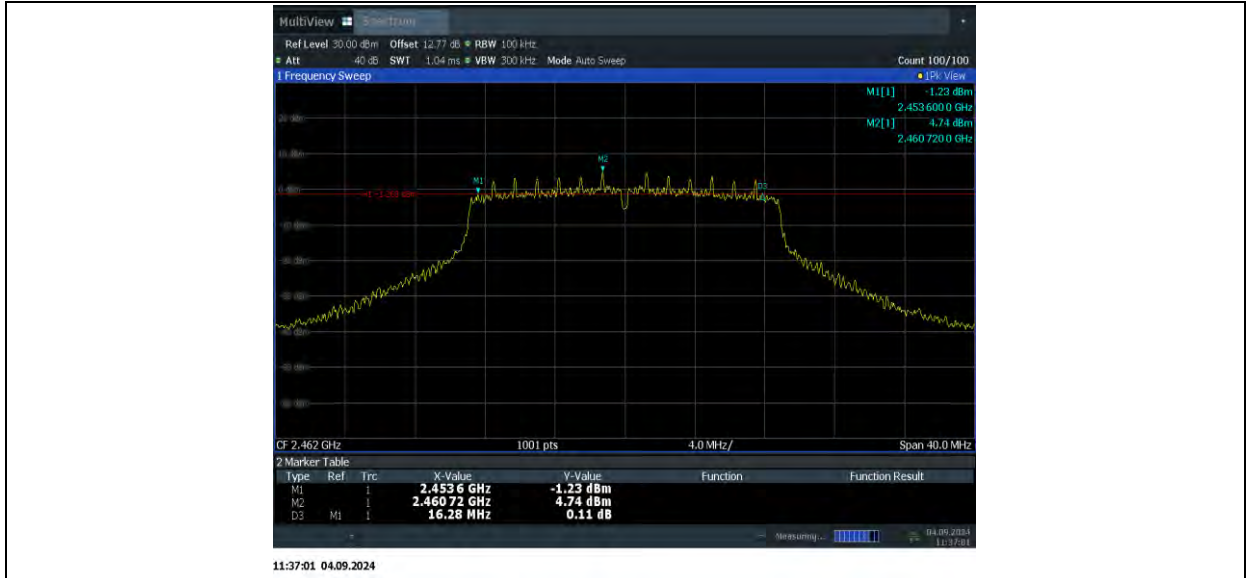 MultiView Spectrum
Ref Level 30.00 dBm Offset 12.77 dB RBW 100 kHz
Att 40 dB SWT 1.04 ms VBW 300 kHz Mode Auto Sweep Count 100/100
1 Frequency Sweep 1Pk View
M1[1] -1.23 dBm
2.453 600 0 GHz
20 dBm
M2[1] 4.74 dBm
2.460 720 0 GHz
10 dBm
M2
M1
D3
0 dBm
CF 2.462 GHz 1001 pts 4.0 MHz/ Span 40.0 MHz
2 Marker Table
Type Ref Trc X-Value Y-Value Function Function Result
M1 1 2.453 6 GHz -1.23 dBm
M2 1 2.460 72 GHz 4.74 dBm
D3 M1 1 16.28 MHz 0.11 dB
Measuring... 04.09.2024
11:37:01
11:37:01 04.09.2024